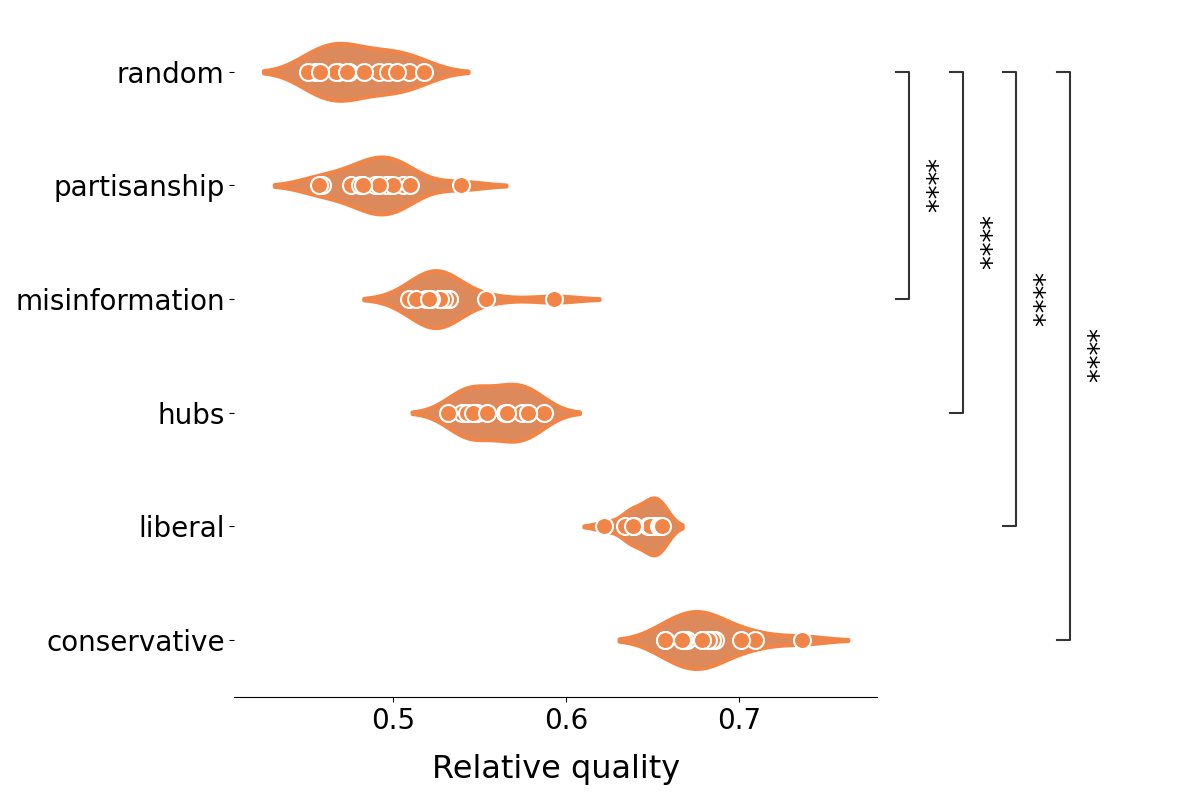 random
partisanship
misinformation
hubs
liberal
conservative
****
****
****
****
0.5 0.6 0.7
Relative quality